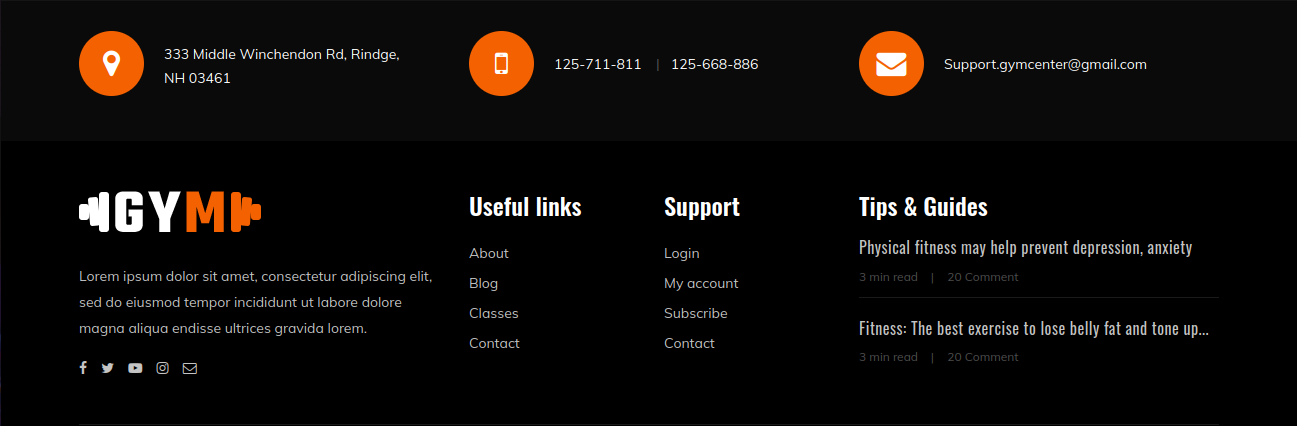 333 Middle Winchendon Rd, Rindge,
NH 03461
125-711-811 | 125-668-886
Support.gymcenter@gmail.com
GYM
Lorem ipsum dolor sit amet, consectetur adipiscing elit,
sed do eiusmod tempor incididunt ut labore dolore
magna aliqua endisse ultrices gravida lorem.
Useful links
About
Blog
Classes
Contact
Support
Login
My account
Subscribe
Contact
Tips & Guides
Physical fitness may help prevent depression, anxiety
3 min read | 20 Comment
Fitness: The best exercise to lose belly fat and tone up...
3 min read | 20 Comment